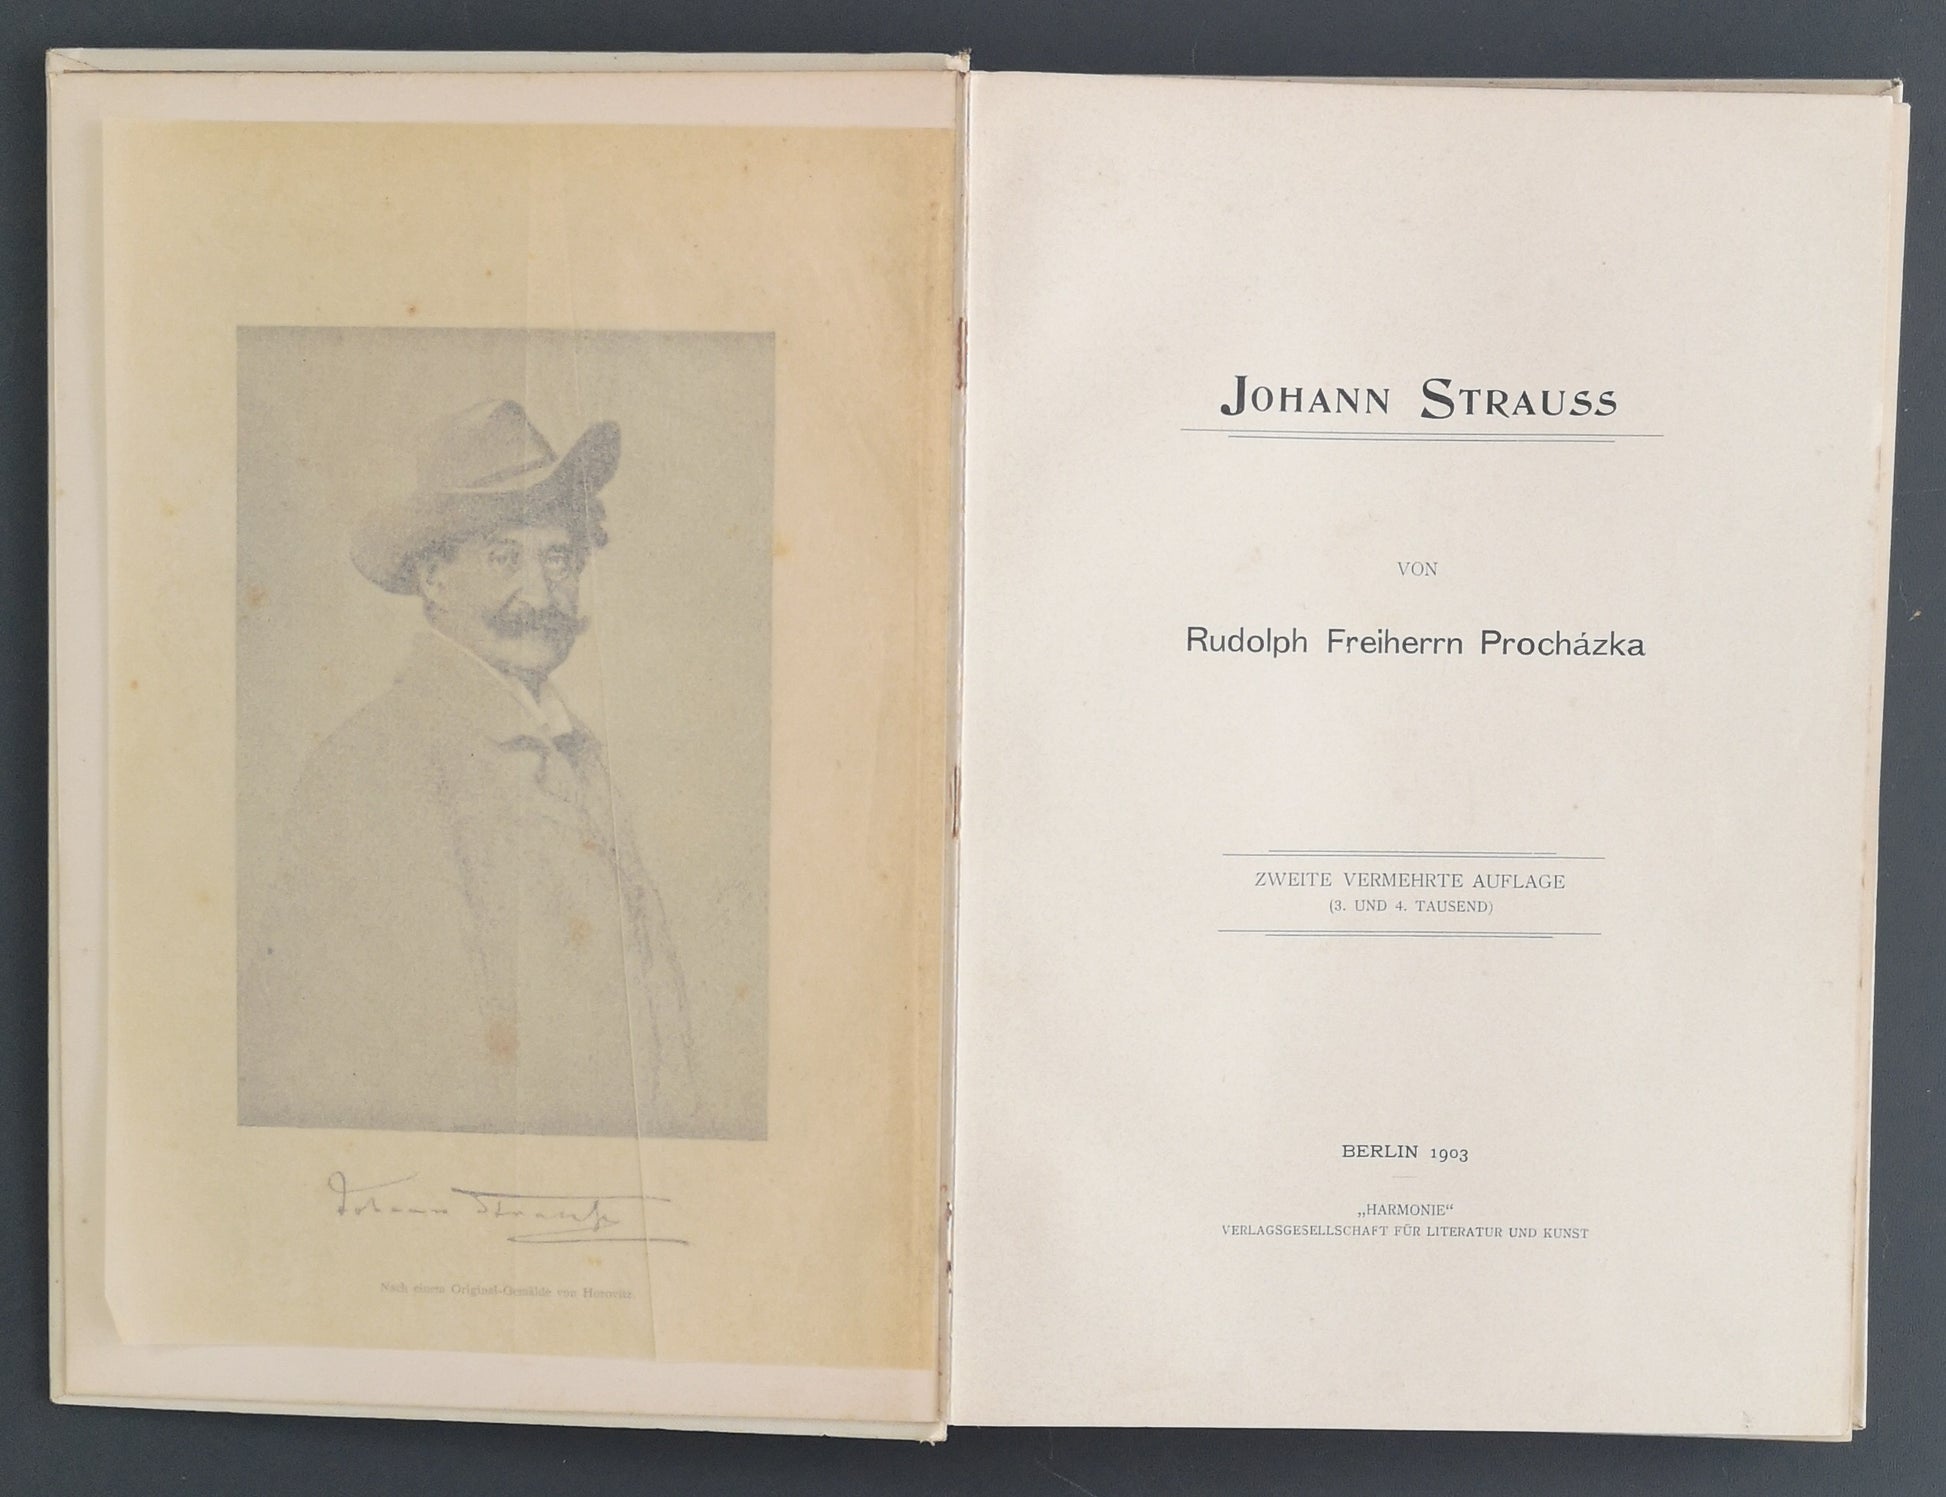 Johann Strauss
Nach einem Original-Gemälde von Horovitz.
JOHANN STRAUSS
VON
Rudolph Freiherrn Procházka
ZWEITE VERMEHRTE AUFLAGE
(3. UND 4. TAUSEND)
BERLIN 1903
„HARMONIE“
VERLAGSGESELLSCHAFT FÜR LITERATUR UND KUNST